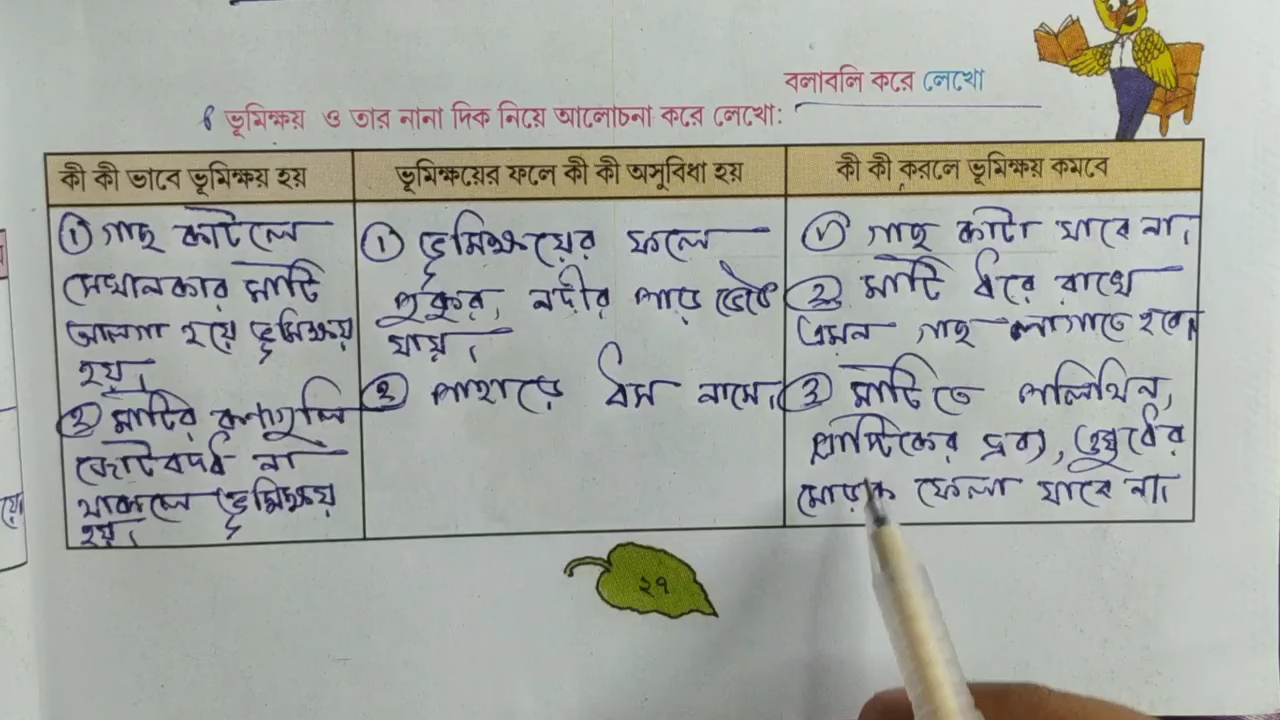 বলাবলি করে লেখো
ভূমিক্ষয় ও তার নানা দিক নিয়ে আলোচনা করে লেখো:
কী কী ভাবে ভূমিক্ষয় হয়
ভূমিক্ষয়ের ফলে কী কী অসুবিধা হয়
কী কী করলে ভূমিক্ষয় কমবে
① গাছ কাটলে
সেখানকার মাটি
আলগা হয়ে ভূমিক্ষয়
হয়।
② মাটির কণাগুলি
জোটবদ্ধ না
থাকলে ভূমিক্ষয়
হয়।
① ভূমিক্ষয়ের ফলে
পুকুর, নদীর পাড় ভেঙে
যায়।
② পাহাড়ে ধস নামে।
① গাছ কাটা যাবে না।
② মাটি ধরে রাখে
এমন গাছ লাগাতে হবে।
③ মাটিতে পলিথিন,
প্লাস্টিকের দ্রব্য, ওষুধের
মোড়ক ফেলা যাবে না।
২৭